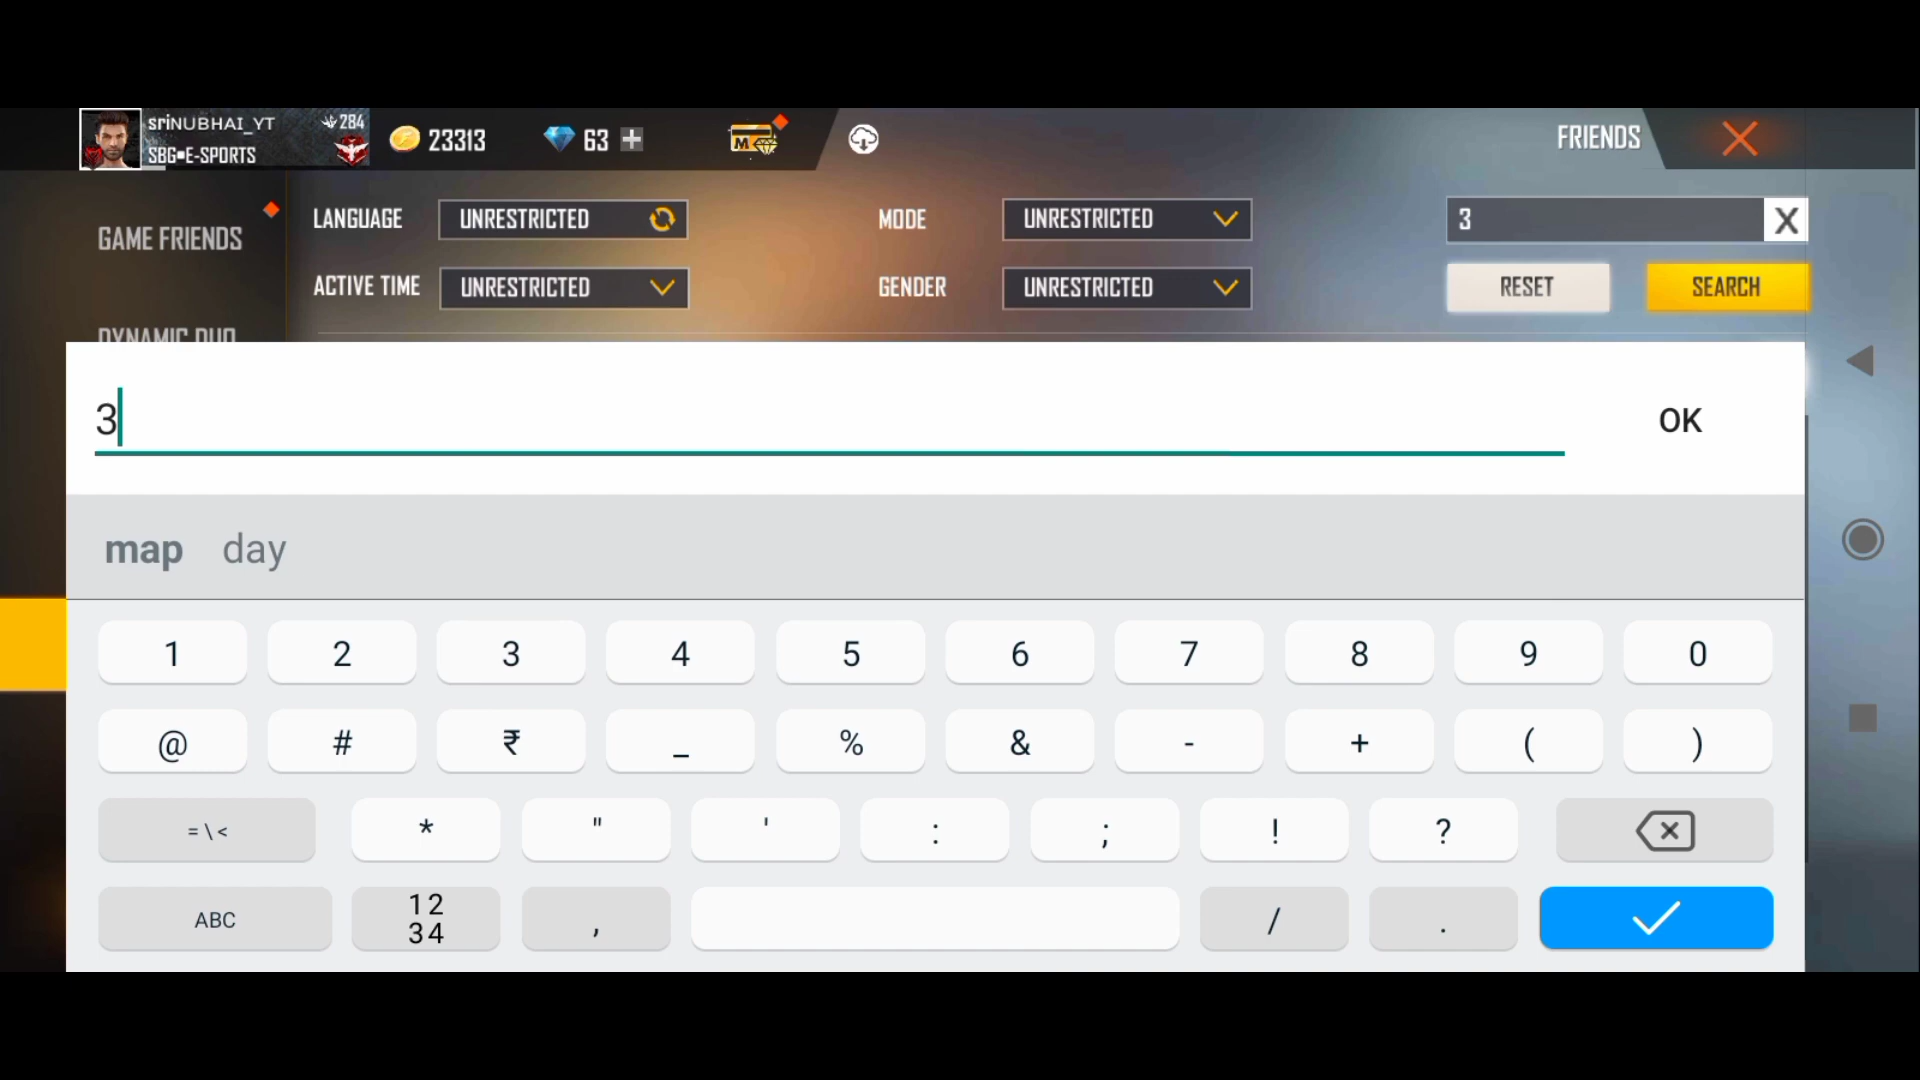 sriNUBHAI_YT 284
SBG▪E-SPORTS
23313
63
M
FRIENDS
GAME FRIENDS
LANGUAGE UNRESTRICTED MODE UNRESTRICTED 3 X
ACTIVE TIME UNRESTRICTED GENDER UNRESTRICTED RESET SEARCH
DYNAMIC DUO
3 OK
map day
1 2 3 4 5 6 7 8 9 0
@ # ₹ _ % & - + ( )
= \ < * " ' : ; ! ?
ABC 12 34 , / .